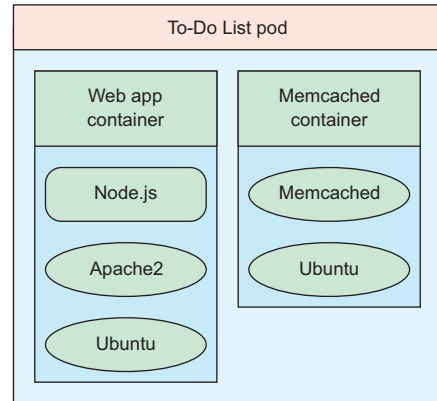 To-Do List pod
Web app
container
Node.js
Apache2
Ubuntu
Memcached
container
Memcached
Ubuntu